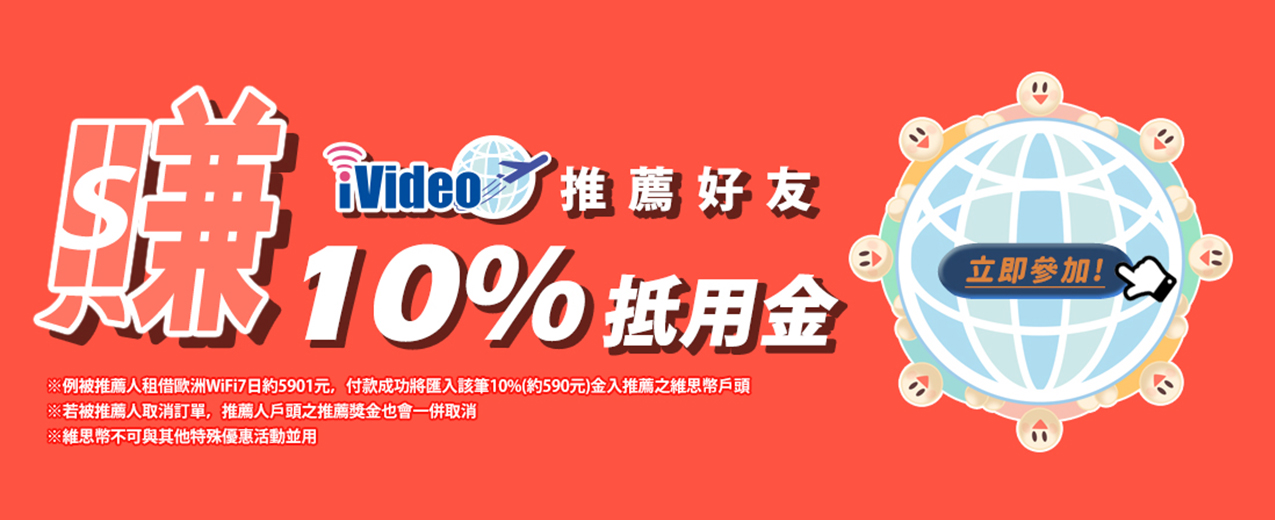 賺
iVideo 推薦好友
10%抵用金
立即參加!
※例被推薦人租借歐洲WiFi7日約5901元，付款成功將匯入該筆10%(約590元)金入推薦之維思幣戶頭
※若被推薦人取消訂單，推薦人戶頭之推薦獎金也會一併取消
※維思幣不可與其他特殊優惠活動並用